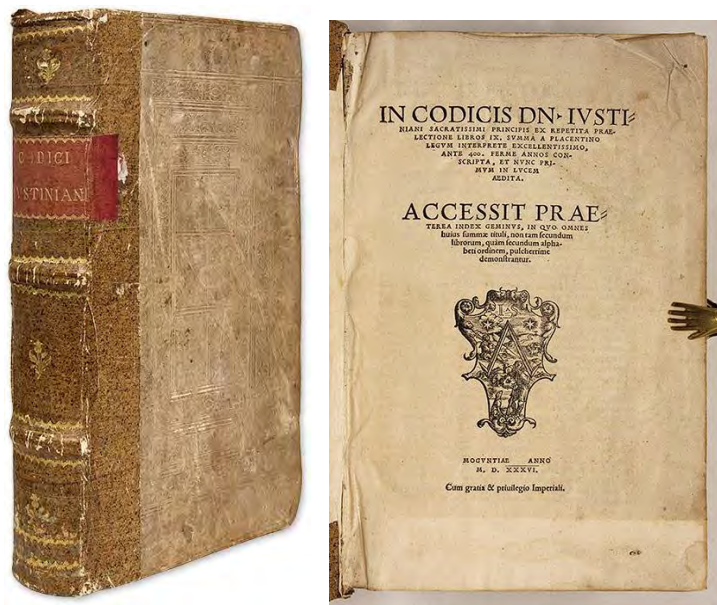 CODICI
IUSTINIANI
IN CODICIS DN. IVSTI=
NIANI SACRATISSIMI PRINCIPIS EX REPETITA PRAE-
LECTIONE LIBROS IX. SVMMA A PLACENTINO
LEGVM INTERPRETE EXCELLENTISSIMO,
ANTE 400. FERME ANNOS CON-
SCRIPTA, ET NVNC PRI-
MVM IN LVCEM
AEDITA.
ACCESSIT PRAE=
TEREA INDEX GEMINVS, IN QVO OMNES
huius summæ tituli, non tam secundum
librorum, quàm secundum alpha-
beti ordinem, pulcherrime
demonstrantur.
I S
MOGVNTIAE ANNO
M. D. XXXVI.
Cum gratia & priuilegio Imperiali.